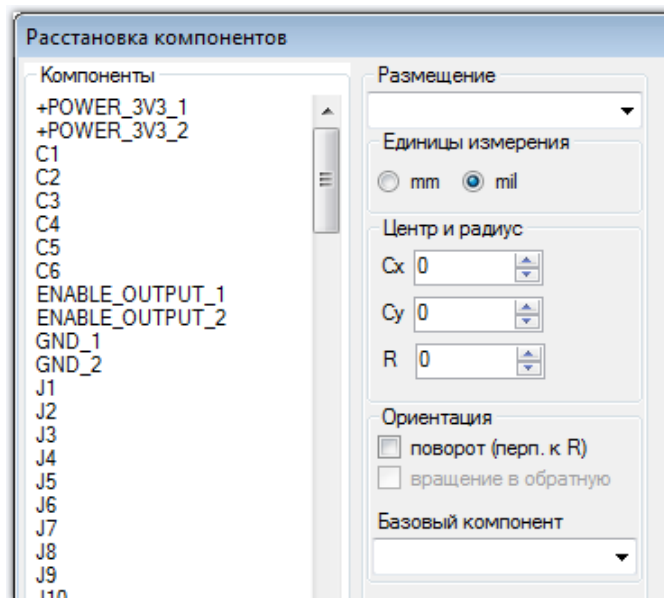 Расстановка компонентов
Компоненты
+POWER_3V3_1
+POWER_3V3_2
C1
C2
C3
C4
C5
C6
ENABLE_OUTPUT_1
ENABLE_OUTPUT_2
GND_1
GND_2
J1
J2
J3
J4
J5
J6
J7
J8
J9
J10
Размещение
Единицы измерения
mm mil
Центр и радиус
Cx 0
Cy 0
R 0
Ориентация
поворот (перп. к R)
вращение в обратную
Базовый компонент